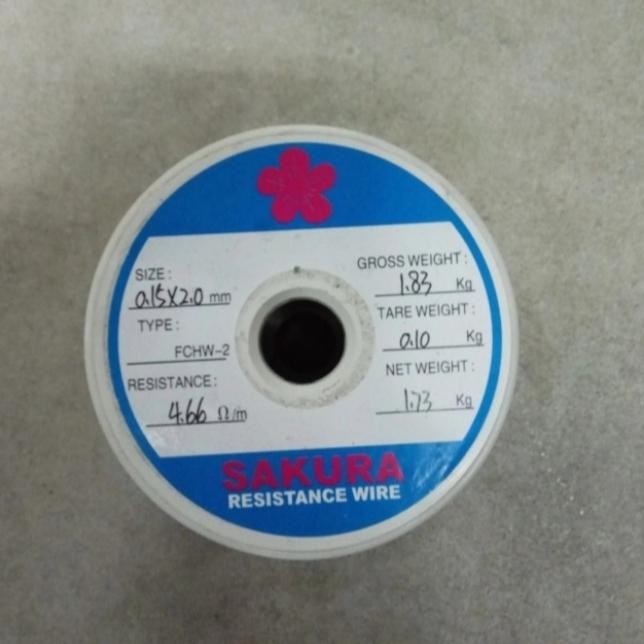 SIZE:
0.15X2.0 mm
TYPE:
FCHW-2
RESISTANCE:
4.66 Ω/m
GROSS WEIGHT:
1.83 Kg
TARE WEIGHT:
0.10 Kg
NET WEIGHT:
1.73 Kg
SAKURA
RESISTANCE WIRE